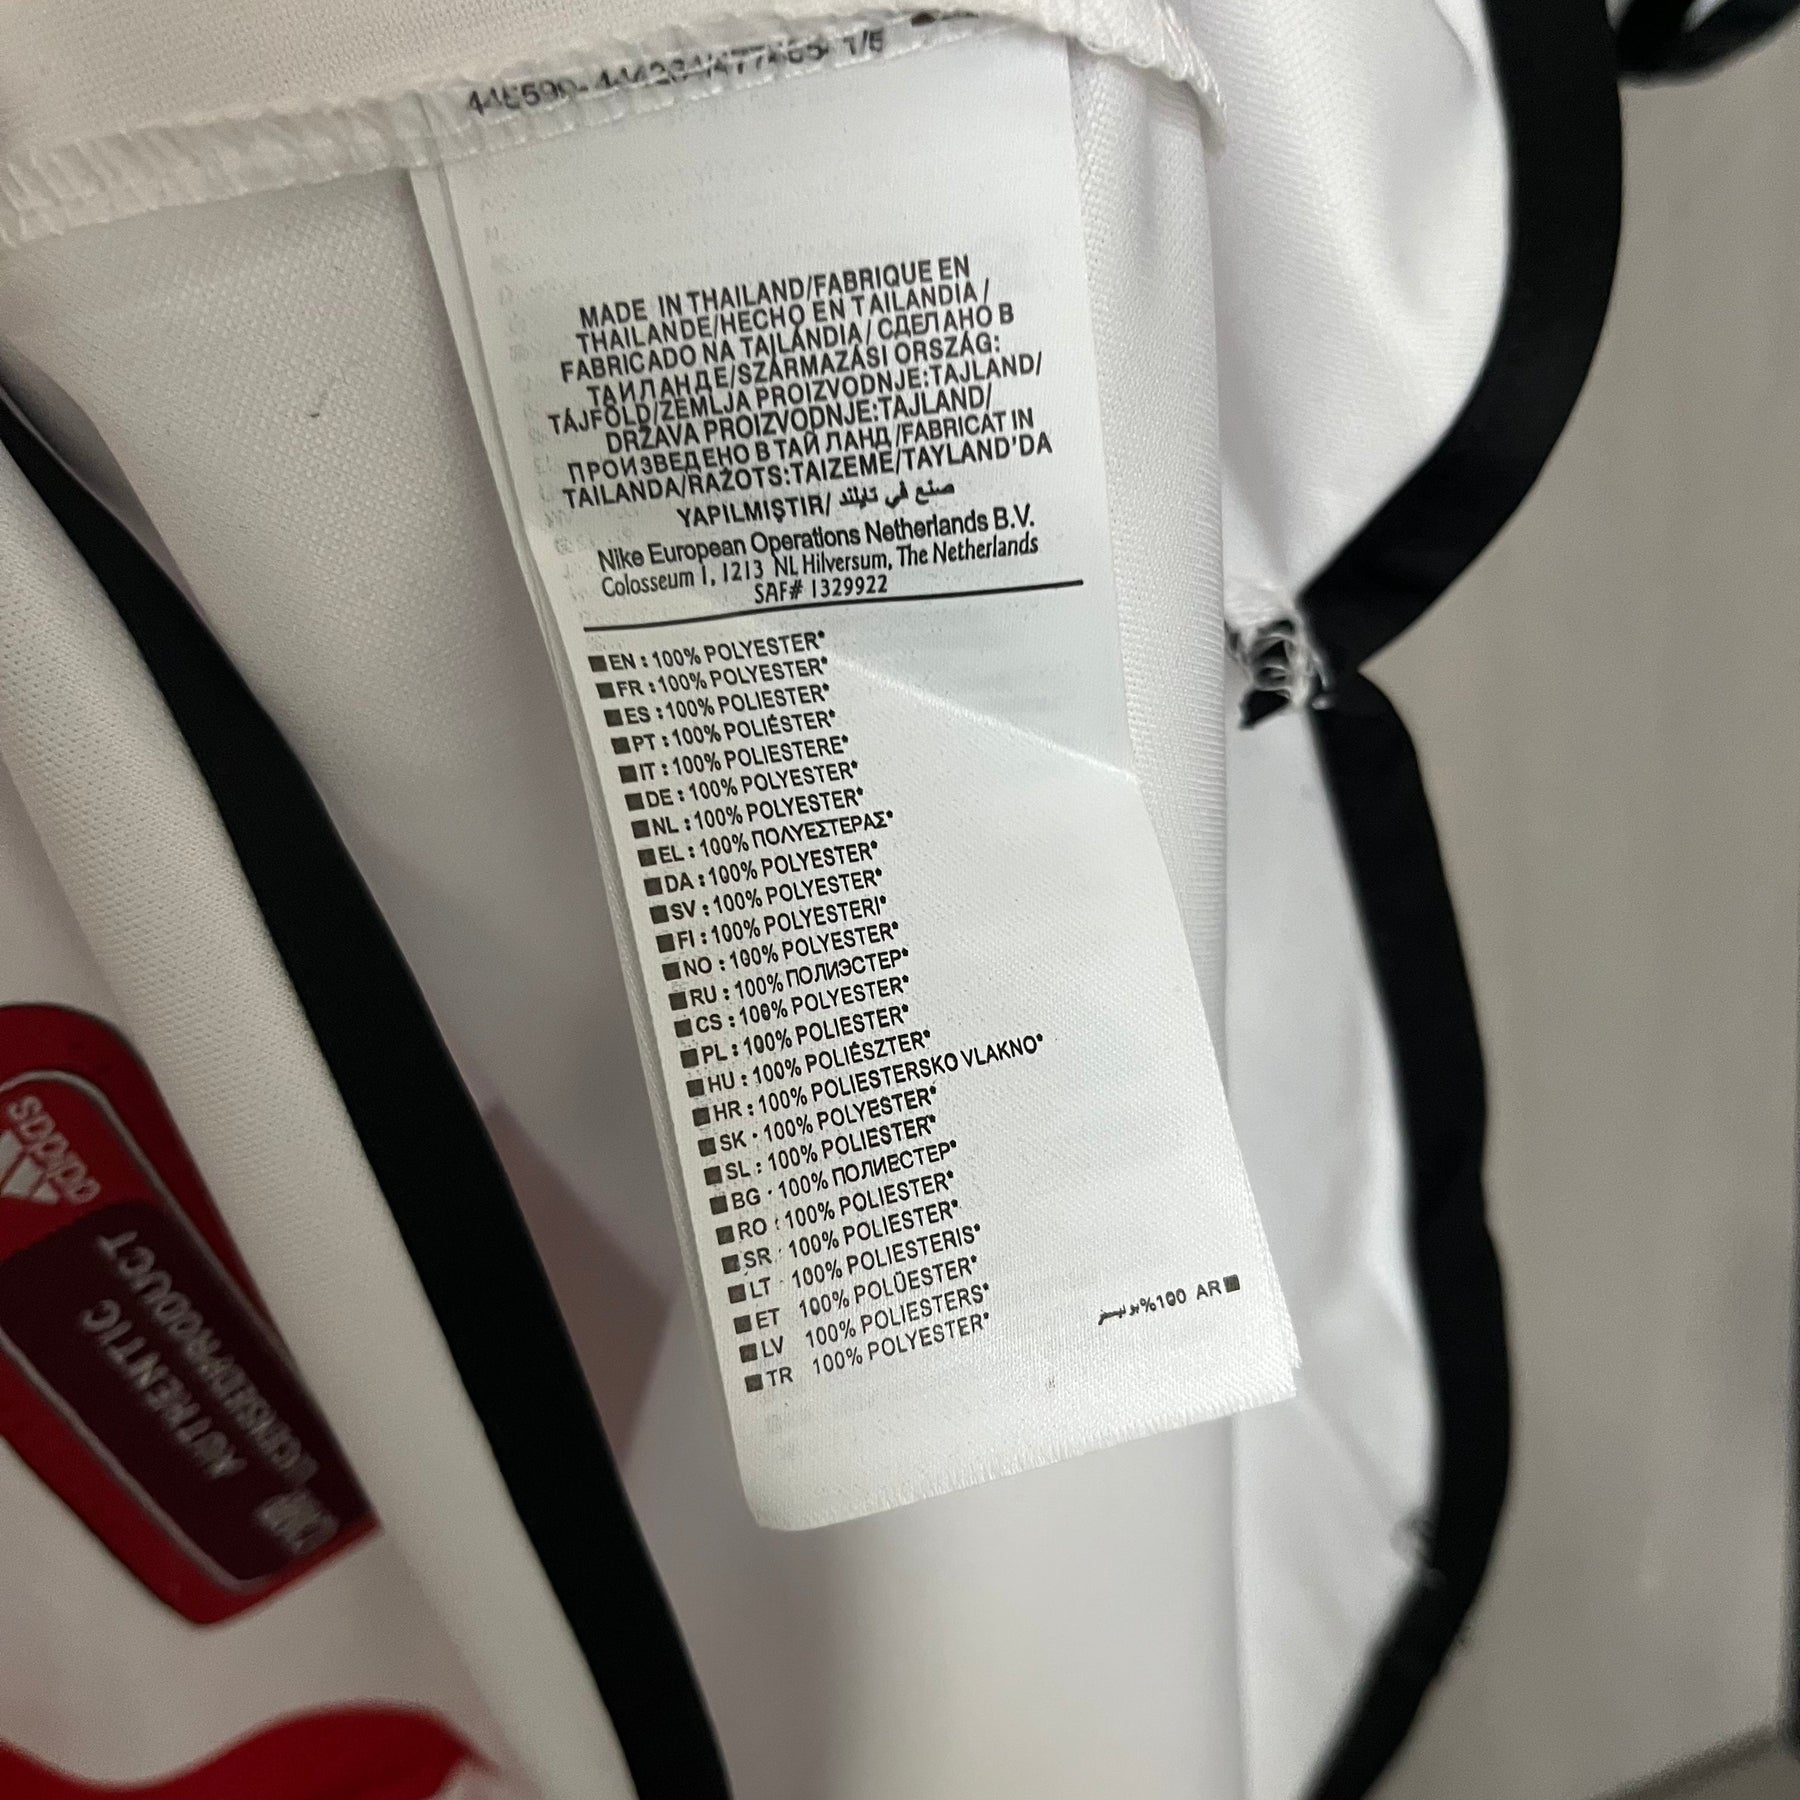 MADE IN THAILAND/FABRIQUE EN
THAILANDE/HECHO EN TAILANDIA/
FABRICADO NA TAILÂNDIA/СДЕЛАНО В
ТАИЛАНДЕ/SZÁRMAZÁSI ORSZÁG:
TÁJFÖLD/ZEMLJA PROIZVODNJE:TAJLAND/
DRŽAVA PROIZVODNJE:TAJLAND/
ПРОИЗВЕДЕНО В ТАЙЛАНД/FABRICAT IN
TAILANDA/RAŽOTS:TAIZEME/TAYLAND'DA
YAPILMIŞTIR/ صنع في تايلند
Nike European Operations Netherlands B.V.
Colosseum 1, 1213 NL Hilversum, The Netherlands
SAF# 1329922
EN : 100% POLYESTER*
FR : 100% POLYESTER*
ES : 100% POLIESTER*
PT : 100% POLIÉSTER*
IT : 100% POLIESTERE*
DE : 100% POLYESTER*
NL : 100% POLYESTER*
EL : 100% ΠΟΛΥΕΣΤΕΡΑΣ*
DA : 100% POLYESTER*
SV : 100% POLYESTER*
FI : 100% POLYESTERI*
NO : 100% POLYESTER*
RU : 100% ПОЛИЭСТЕР*
CS : 100% POLYESTER*
PL : 100% POLIESTER*
HU : 100% POLIÉSZTER*
HR : 100% POLIESTERSKO VLAKNO*
SK : 100% POLYESTER*
SL : 100% POLIESTER*
BG : 100% ПОЛИЕСТЕР*
RO : 100% POLIESTER*
SR : 100% POLIESTER*
LT : 100% POLIESTERIS*
ET 100% POLÜESTER*
LV 100% POLIESTERS*
TR 100% POLYESTER*
%100 AR
adidas
AUTHENTIC
PRODUCT